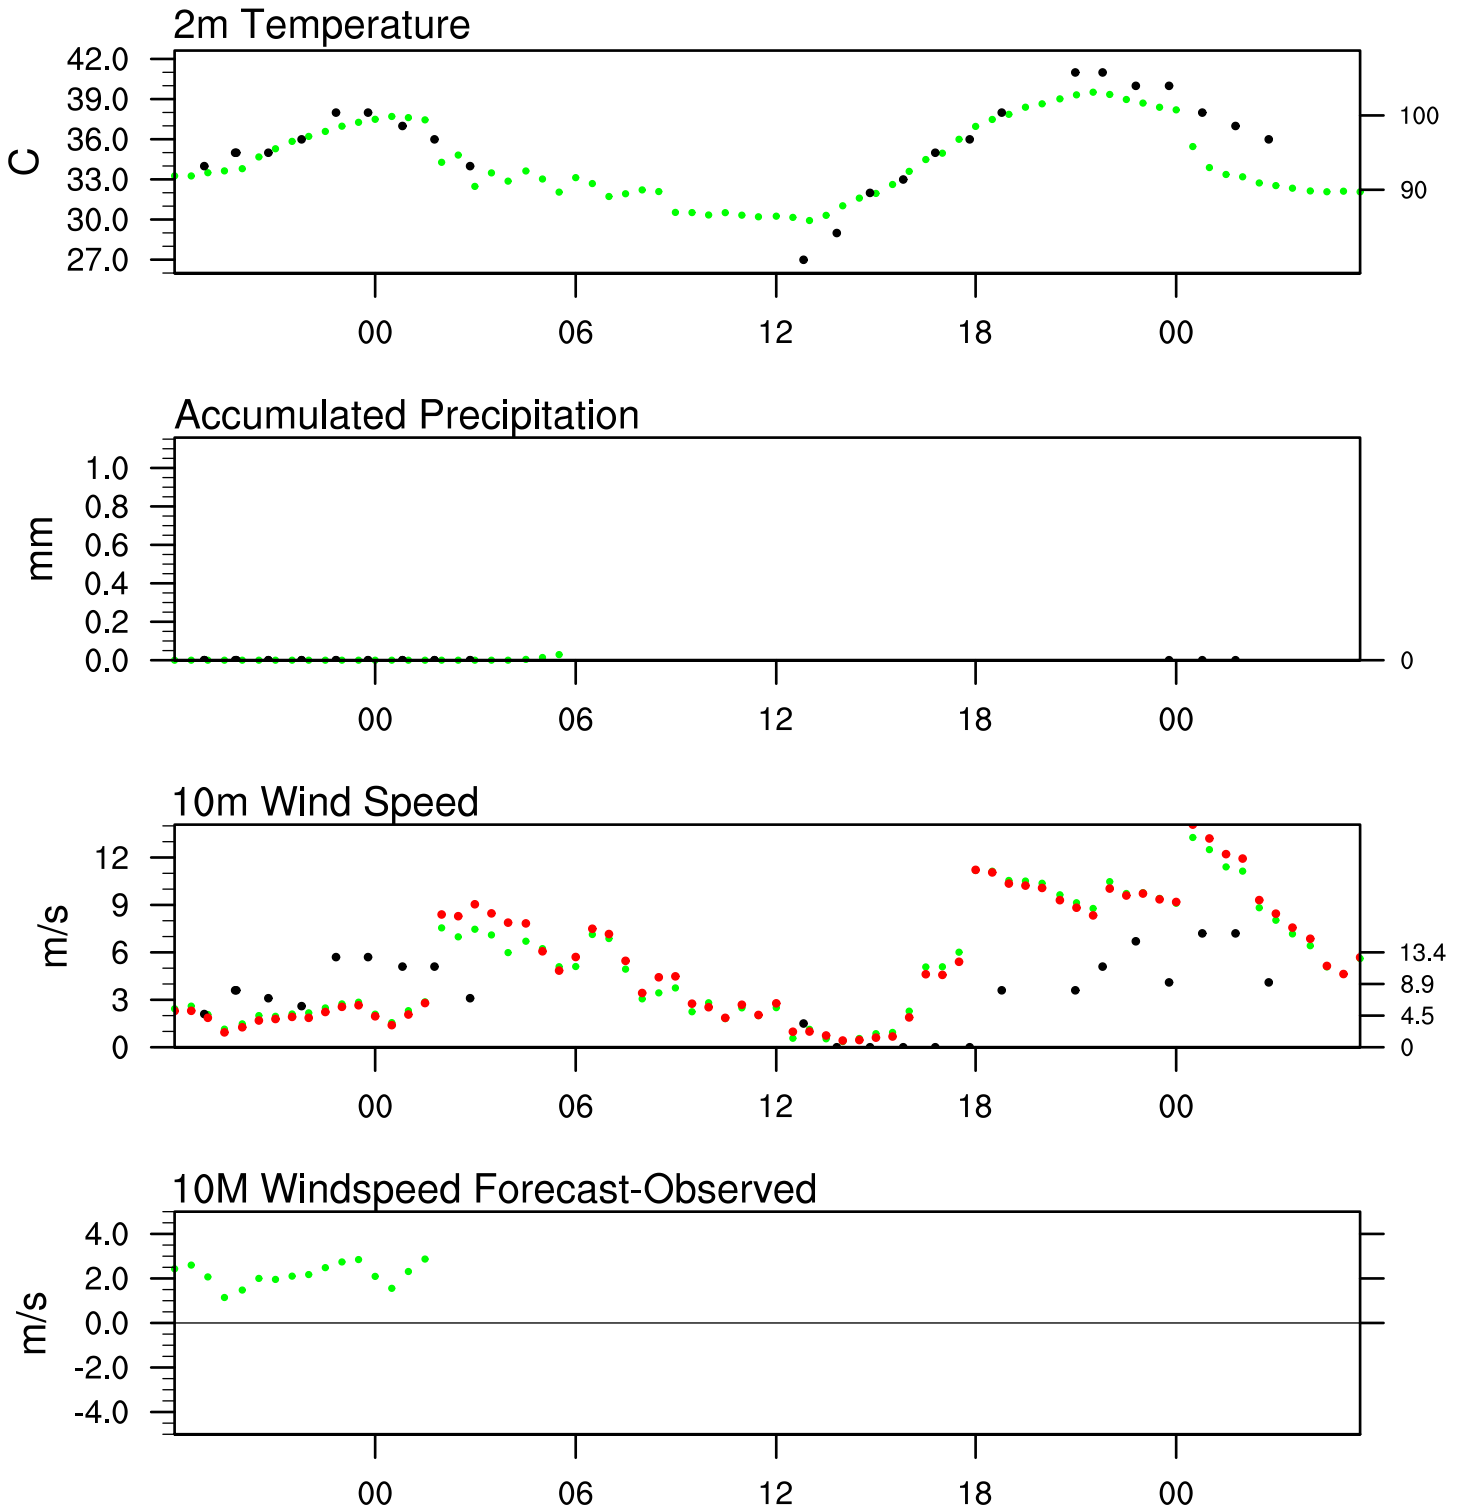 2m Temperature
42.0
39.0
36.0
33.0
30.0
27.0
C
100
90
00 06 12 18 00
Accumulated Precipitation
1.0
0.8
0.6
0.4
0.2
0.0
mm
0
00 06 12 18 00
10m Wind Speed
12
9
6
3
0
m/s
13.4
8.9
4.5
0
00 06 12 18 00
10M Windspeed Forecast-Observed
4.0
2.0
0.0
-2.0
-4.0
m/s
00 06 12 18 00